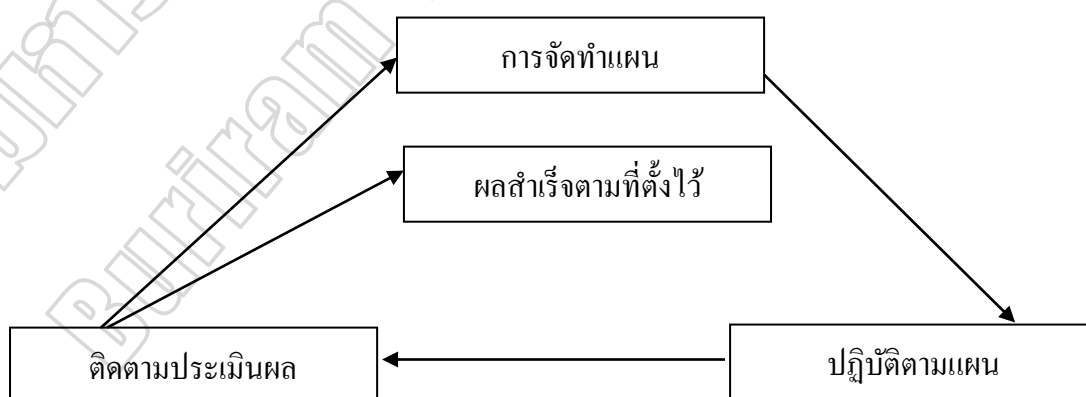 การจัดทำแผน
ผลสำเร็จตามที่ตั้งไว้
ติดตามประเมินผล
ปฏิบัติตามแผน
Buriram